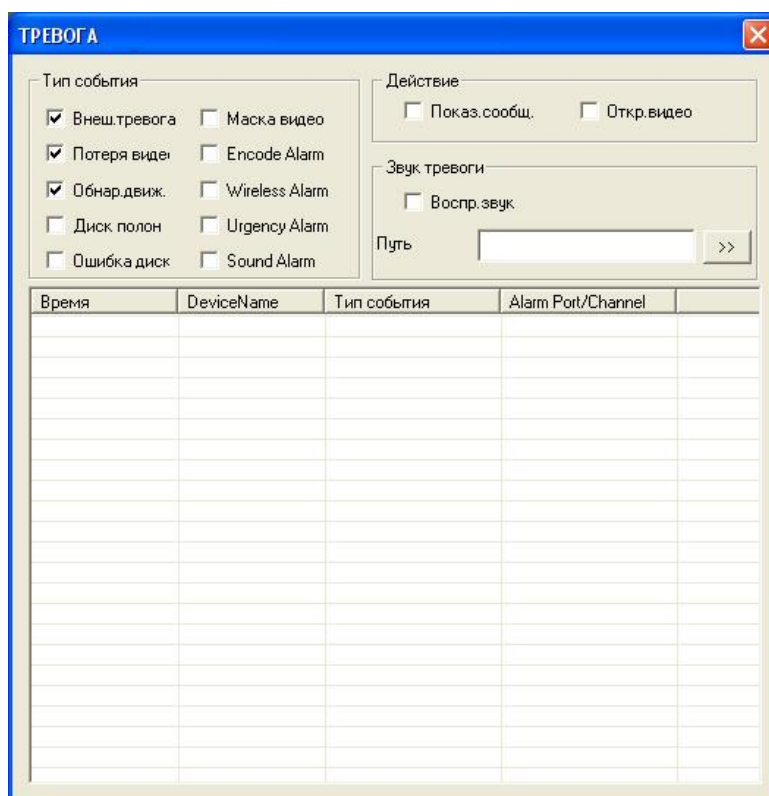 ТРЕВОГА
Тип события
Внеш.тревога
Маска видео
Потеря виде
Encode Alarm
Обнар.движ.
Wireless Alarm
Диск полон
Urgency Alarm
Ошибка диск
Sound Alarm
Действие
Показ.сообщ.
Откр.видео
Звук тревоги
Воспр.звук
Путь
>>
Время DeviceName Тип события Alarm Port/Channel